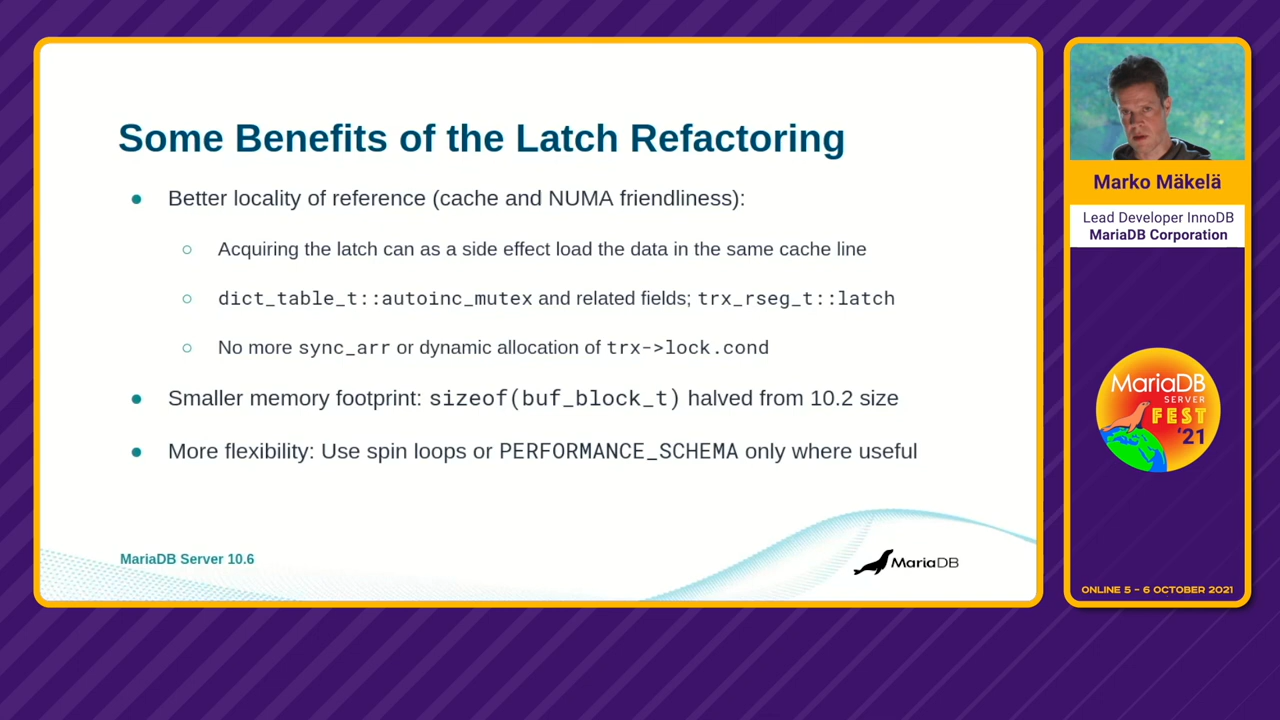 Some Benefits of the Latch Refactoring
● Better locality of reference (cache and NUMA friendliness):
○ Acquiring the latch can as a side effect load the data in the same cache line
○ dict_table_t::autoinc_mutex and related fields; trx_rseg_t::latch
○ No more sync_arr or dynamic allocation of trx->lock.cond
● Smaller memory footprint: sizeof(buf_block_t) halved from 10.2 size
● More flexibility: Use spin loops or PERFORMANCE_SCHEMA only where useful
MariaDB Server 10.6
MariaDB
Marko Mäkelä
Lead Developer InnoDB
MariaDB Corporation
MariaDB
SERVER
FEST
'21
ONLINE 5 – 6 OCTOBER 2021